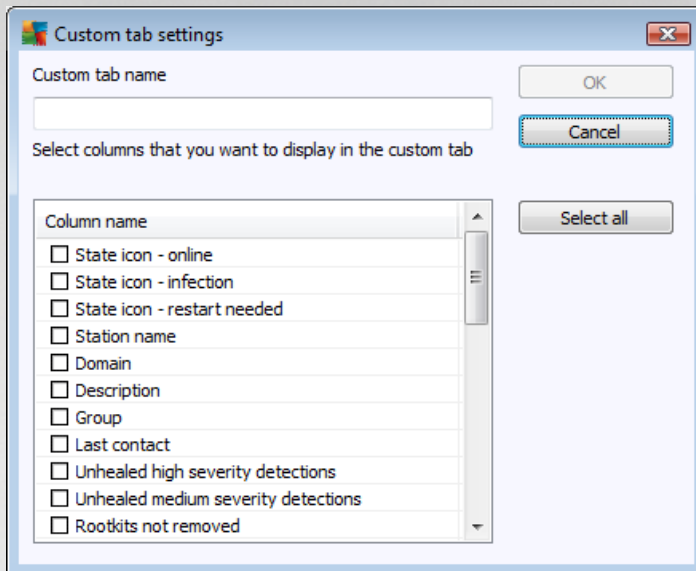 Custom tab settings
Custom tab name
OK
Cancel
Select columns that you want to display in the custom tab
Select all
Column name
State icon - online
State icon - infection
State icon - restart needed
Station name
Domain
Description
Group
Last contact
Unhealed high severity detections
Unhealed medium severity detections
Rootkits not removed